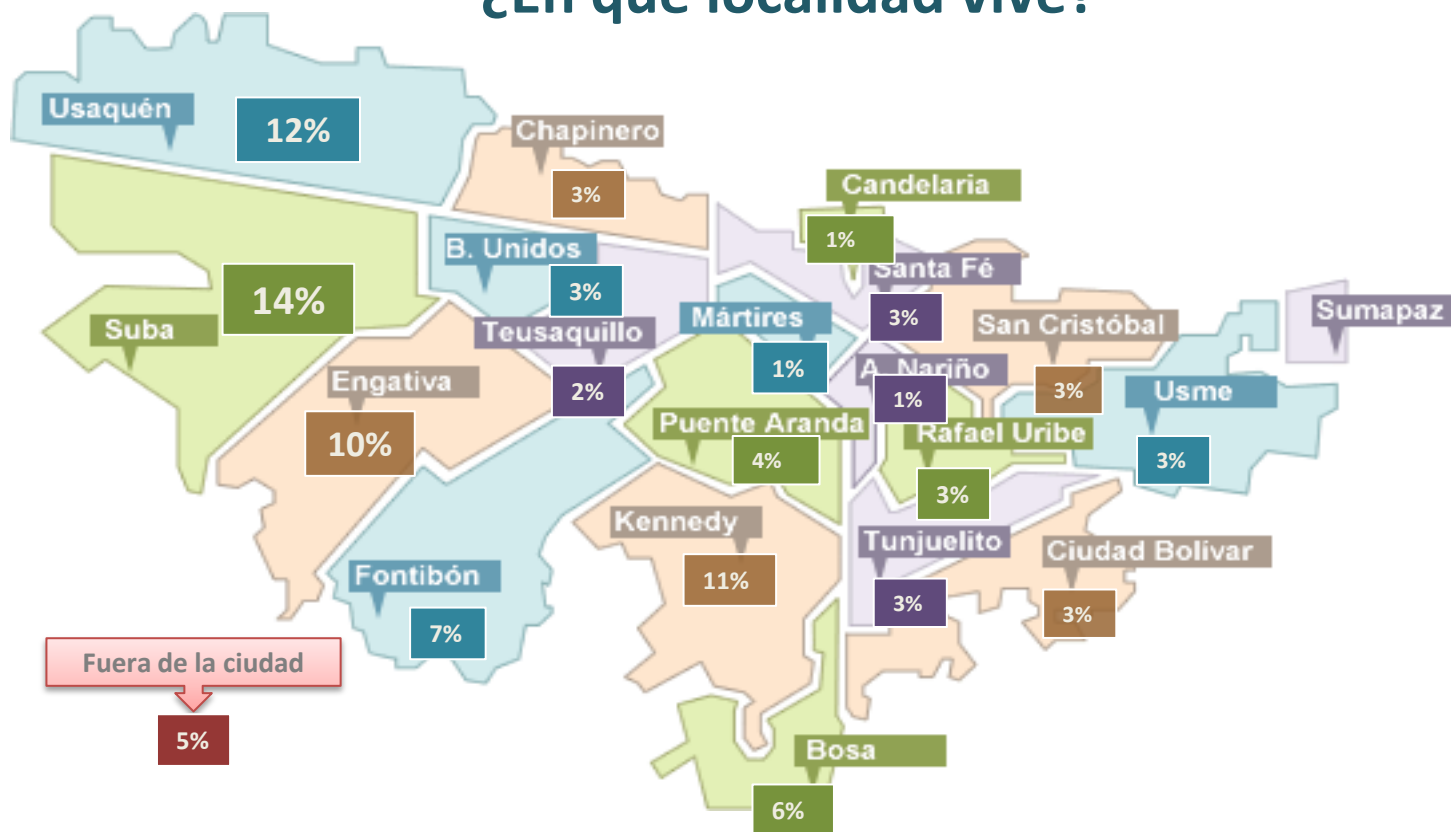 ¿En qué localidad vive?
Usaquén
12%
Chapinero
3%
Candelaria
1%
B. Unidos
3%
Santa Fé
3%
Suba
14%
Teusaquillo
2%
Mártires
1%
San Cristóbal
3%
Sumapaz
Engativa
10%
A. Nariño
1%
Usme
3%
Puente Aranda
4%
Rafael Uribe
3%
Kennedy
11%
Tunjuelito
3%
Ciudad Bolívar
3%
Fontibón
7%
Fuera de la ciudad
5%
Bosa
6%